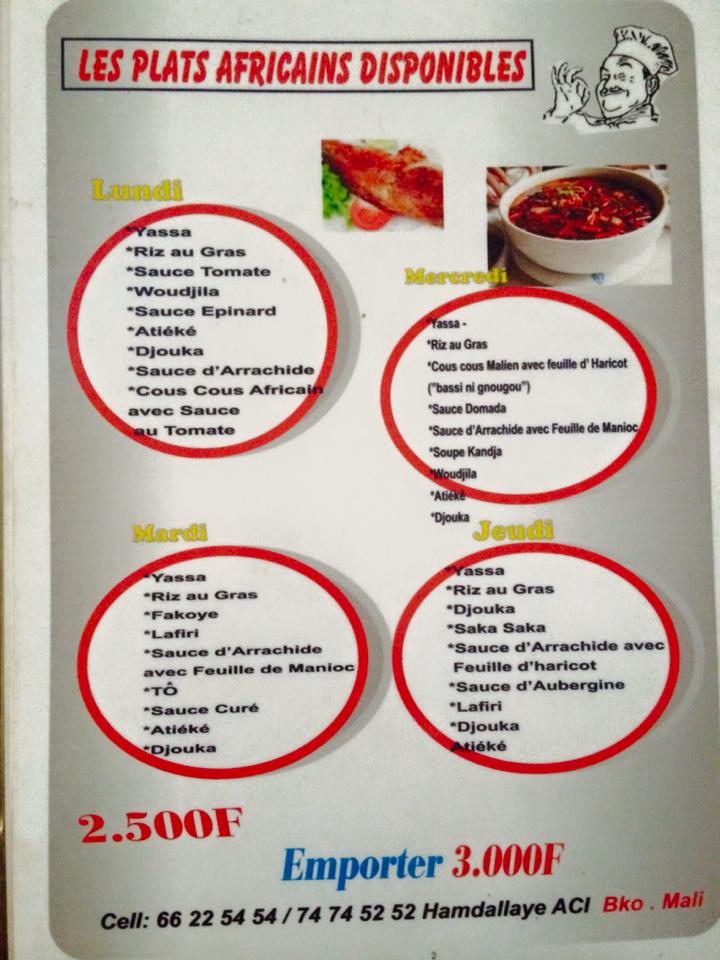 LES PLATS AFRICAINS DISPONIBLES
Lundi
*Yassa
*Riz au Gras
*Sauce Tomate
*Woudjila
*Sauce Epinard
*Atiéké
*Djouka
*Sauce d'Arrachide
*Cous Cous Africain
avec Sauce
au Tomate
Mercredi
*Yassa -
*Riz au Gras
*Cous cous Malien avec feuille d' Haricot
("bassi ni gnougou")
*Sauce Domada
*Sauce d'Arrachide avec Feuille de Manioc
*Soupe Kandja
*Woudjila
*Atiéké
*Djouka
Mardi
*Yassa
*Riz au Gras
*Fakoye
*Lafiri
*Sauce d'Arrachide
avec Feuille de Manioc
*TÔ
*Sauce Curé
*Atiéké
*Djouka
Jeudi
*Yassa
*Riz au Gras
*Djouka
*Saka Saka
*Sauce d'Arrachide avec
Feuille d'haricot
*Sauce d'Aubergine
*Lafiri
*Djouka
Atiéké
2.500F
Emporter 3.000F
Cell: 66 22 54 54 / 74 74 52 52 Hamdallaye ACI Bko . Mali
2